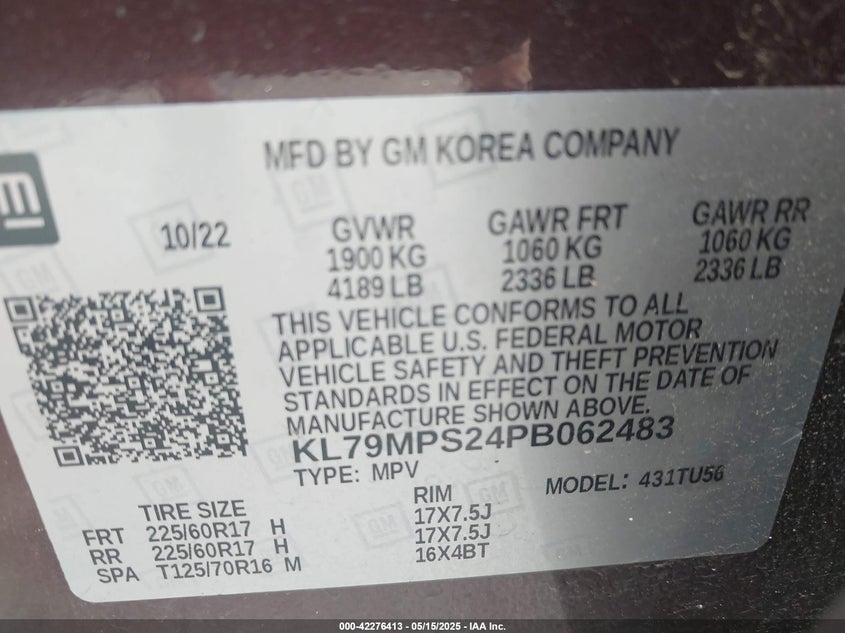 MFD BY GM KOREA COMPANY
10/22
GVWR GAWR FRT GAWR RR
1900 KG 1060 KG 1060 KG
4189 LB 2336 LB 2336 LB
THIS VEHICLE CONFORMS TO ALL
APPLICABLE U.S. FEDERAL MOTOR
VEHICLE SAFETY AND THEFT PREVENTION
STANDARDS IN EFFECT ON THE DATE OF
MANUFACTURE SHOWN ABOVE.
KL79MPS24PB062483
TYPE: MPV MODEL: 431TU56
TIRE SIZE RIM
FRT 225/60R17 H 17X7.5J
RR 225/60R17 H 17X7.5J
SPA T125/70R16 M 16X4BT
000-42276413 - 05/15/2025 - IAA Inc.